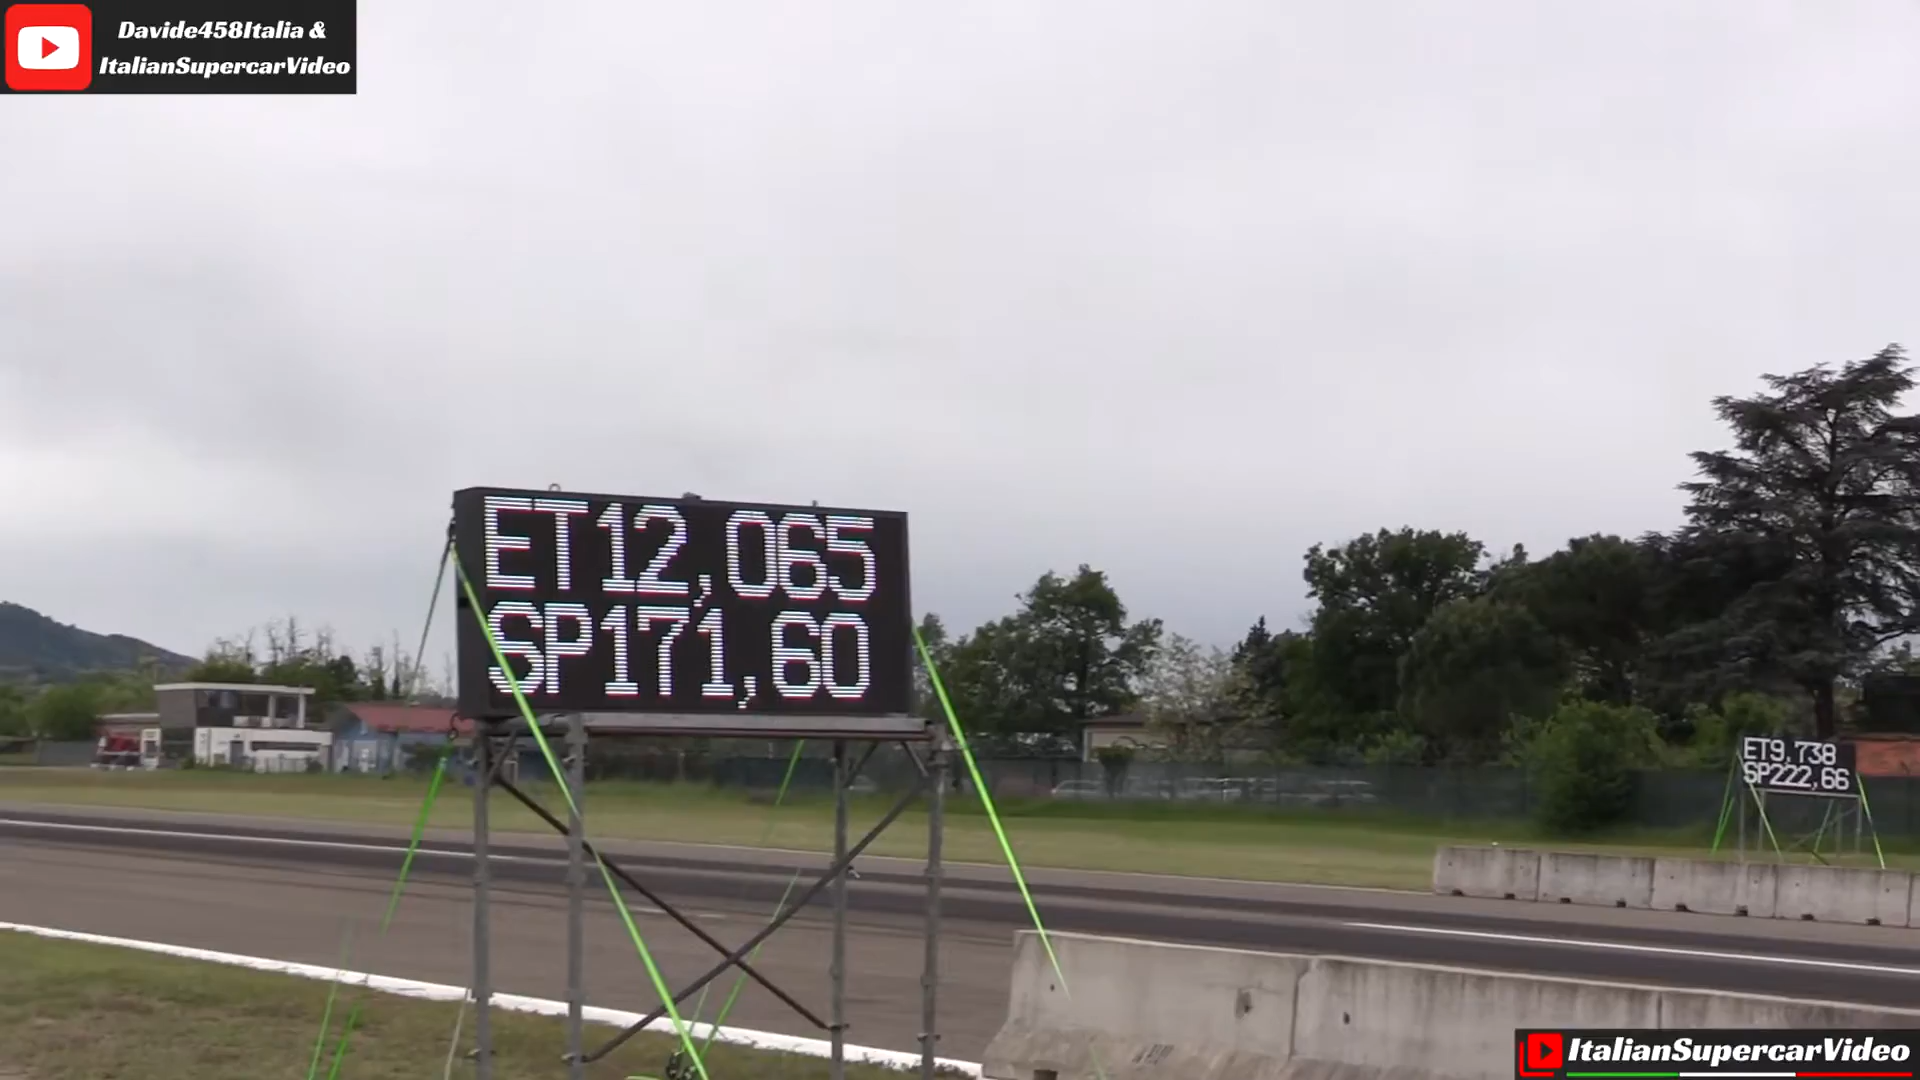 Davide458Italia &
ItalianSupercarVideo
ET12,065
SP171,60
ET9,738
SP222,66
ItalianSupercarVideo